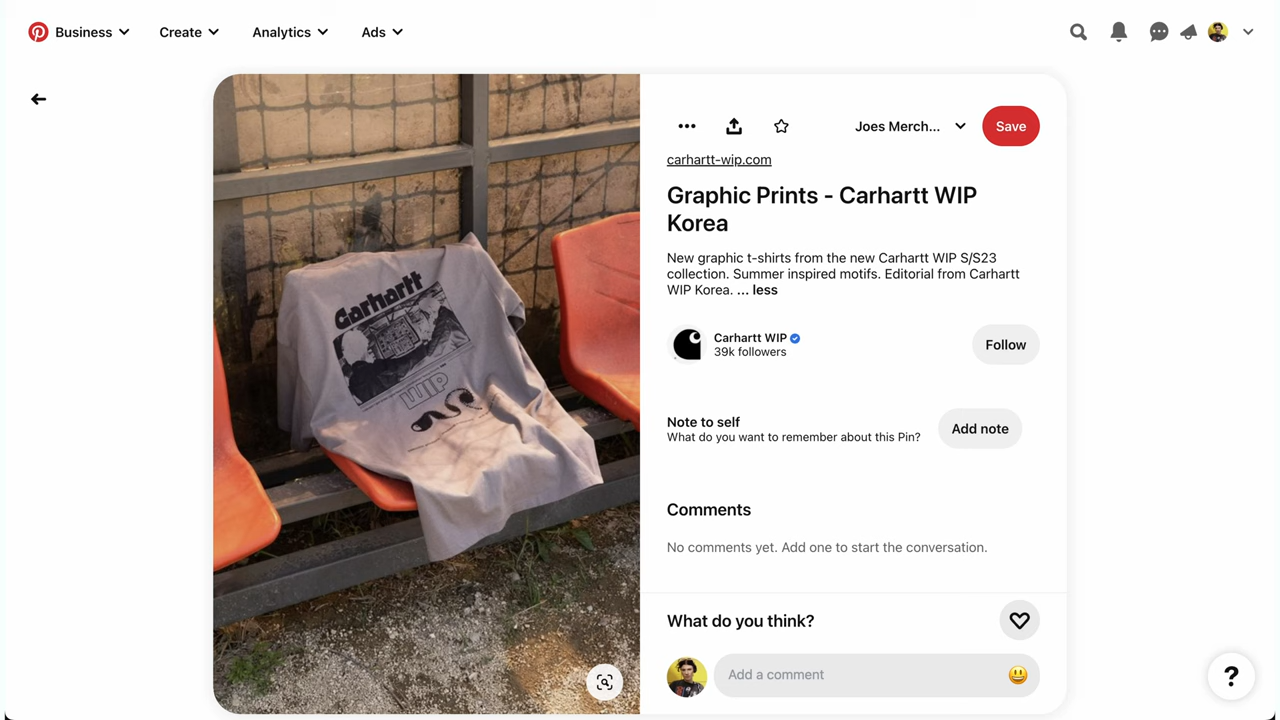 Business
Create
Analytics
Ads
Joes Merch...
Save
carhartt-wip.com
Graphic Prints - Carhartt WIP
Korea
New graphic t-shirts from the new Carhartt WIP S/S23
collection. Summer inspired motifs. Editorial from Carhartt
WIP Korea. ... less
Carhartt WIP
39k followers
Follow
Note to self
What do you want to remember about this Pin?
Add note
Comments
No comments yet. Add one to start the conversation.
What do you think?
Add a comment
?
Carhartt
WIP